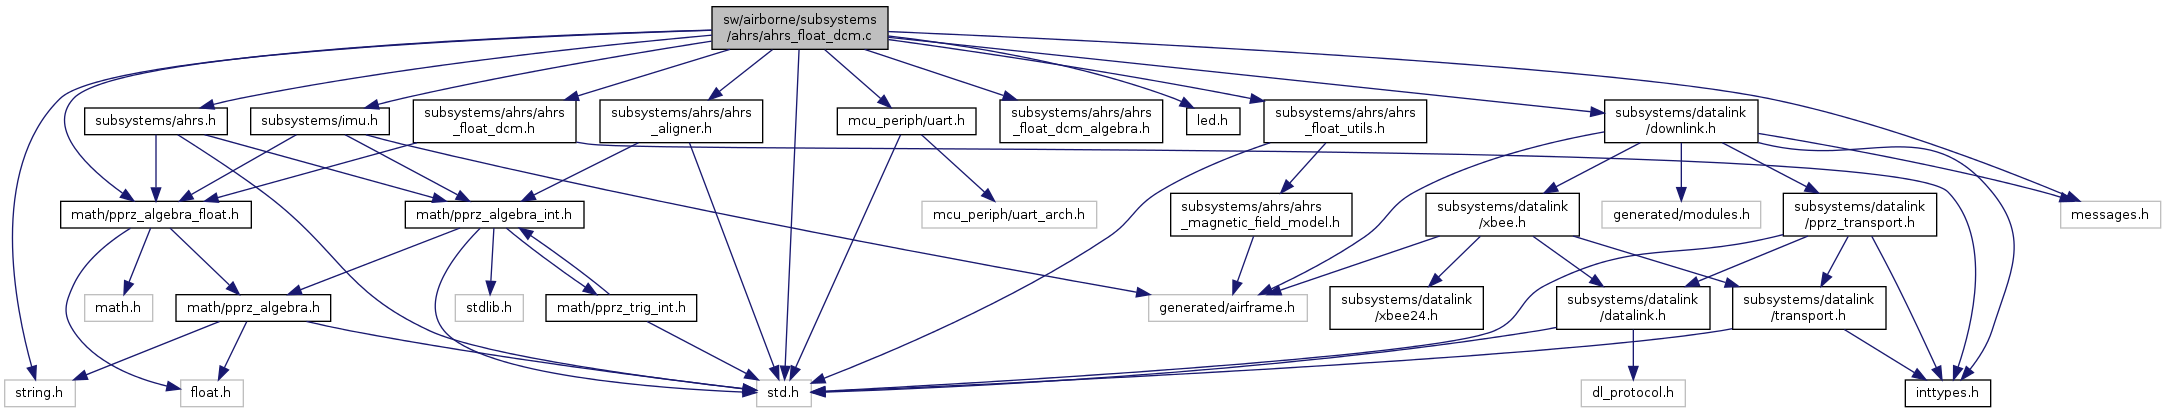 sw/airborne/subsystems
/ahrs/ahrs_float_dcm.c
subsystems/ahrs.h
subsystems/imu.h
subsystems/ahrs/ahrs
_float_dcm.h
subsystems/ahrs/ahrs
_aligner.h
mcu_periph/uart.h
subsystems/ahrs/ahrs
_float_dcm_algebra.h
led.h
subsystems/ahrs/ahrs
_float_utils.h
subsystems/datalink
/downlink.h
math/pprz_algebra_float.h
math/pprz_algebra_int.h
mcu_periph/uart_arch.h
subsystems/ahrs/ahrs
_magnetic_field_model.h
subsystems/datalink
/xbee.h
generated/modules.h
subsystems/datalink
/pprz_transport.h
messages.h
math.h
math/pprz_algebra.h
stdlib.h
math/pprz_trig_int.h
generated/airframe.h
subsystems/datalink
/xbee24.h
subsystems/datalink
/datalink.h
subsystems/datalink
/transport.h
string.h
float.h
std.h
dl_protocol.h
inttypes.h